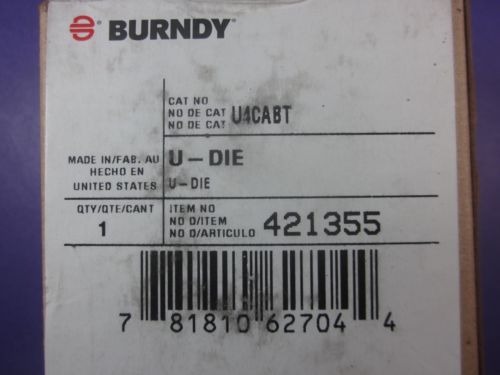 BURNDY
CAT NO
NO DE CAT
NO DE CAT U4CABT
MADE IN/FAB. AU
HECHO EN
UNITED STATES
U-DIE
U-DIE
QTY/QTE/CANT
1
ITEM NO
NO D/ITEM
NO D/ARTICULO 421355
7 81810 62704 4